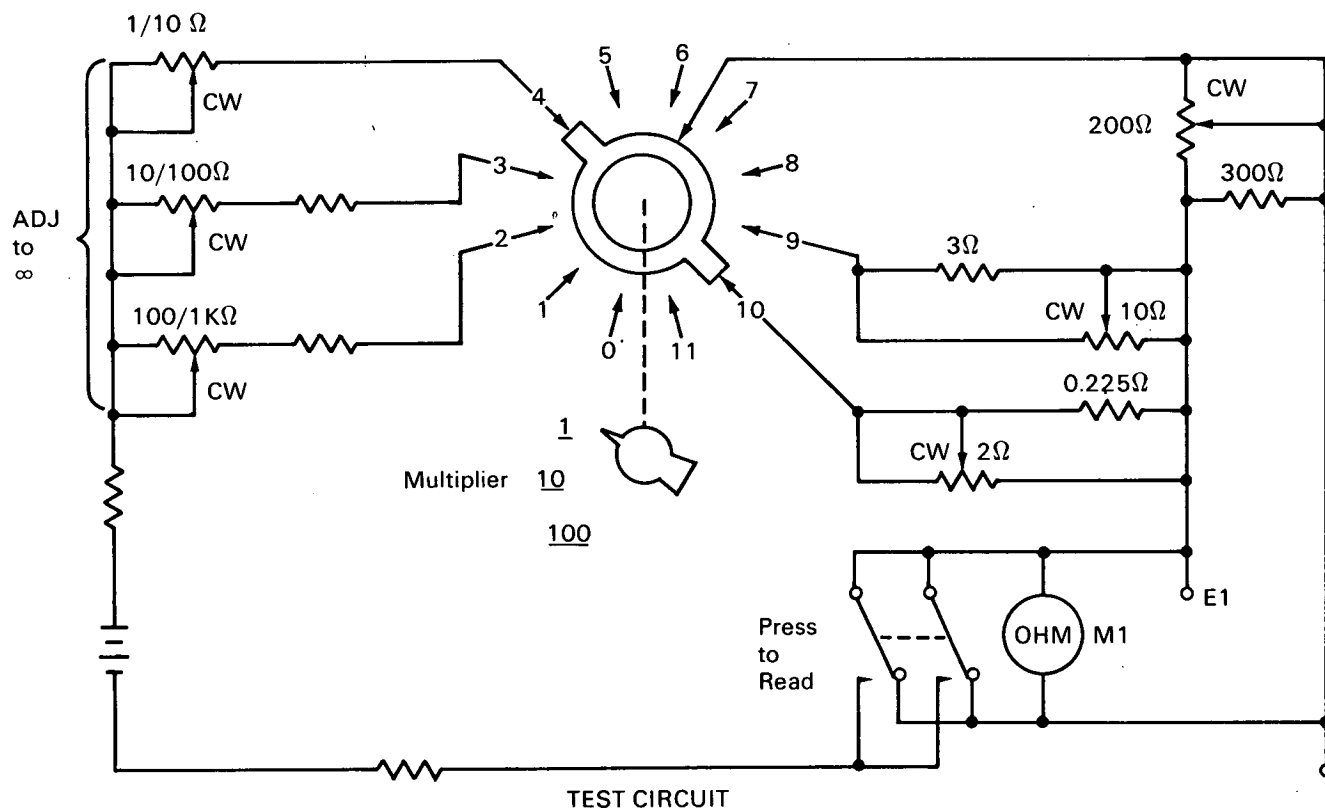 1/10 Ω
CW
10/100Ω
CW
100/1KΩ
CW
ADJ
to
∞
5
6
4
7
3
8
2
9
1
10
0
11
1
Multiplier 10
100
CW
200Ω
300Ω
3Ω
CW 10Ω
0.225Ω
CW 2Ω
E1
Press
to
Read
OHM M1
TEST CIRCUIT